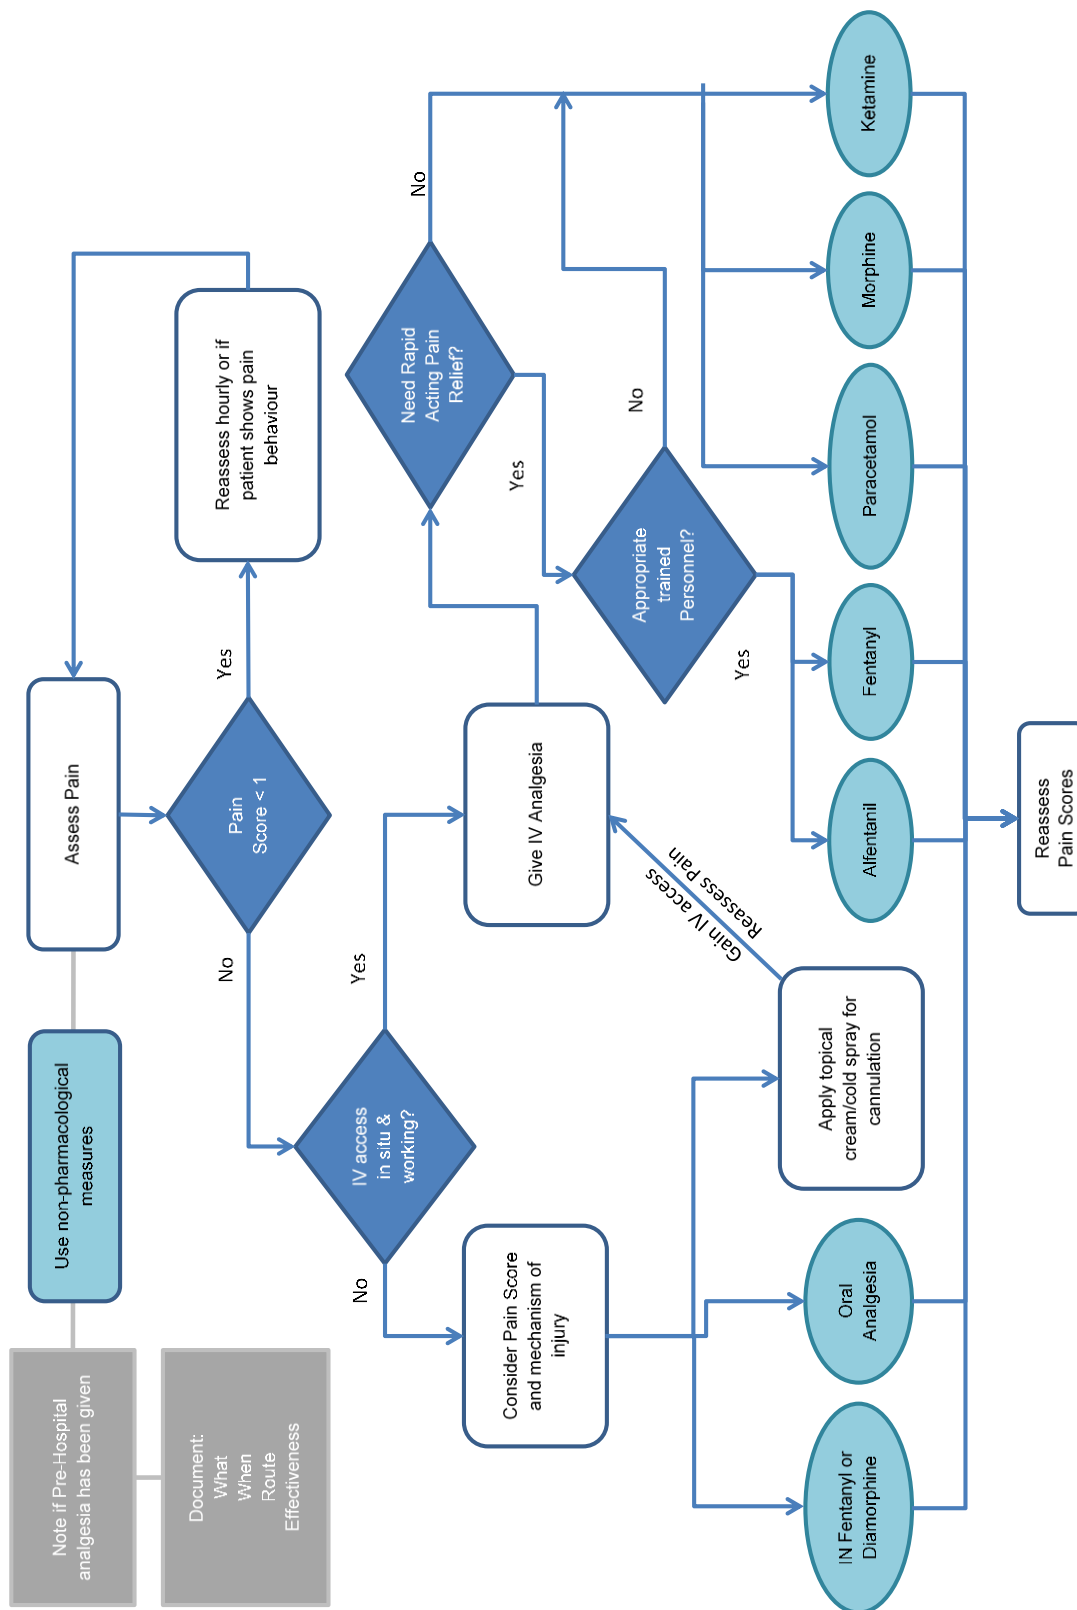 Note if Pre-Hospital
analgesia has been given
Document:
What
When
Route
Effectiveness
Use non-pharmacological
measures
Assess Pain
Pain
Score < 1
Yes
No
Reassess hourly or if
patient shows pain
behaviour
IV access
in situ &
working?
Yes
No
Consider Pain Score
and mechanism of
injury
Give IV Analgesia
Need Rapid
Acting Pain
Relief?
No
Yes
Appropriate
trained
Personnel?
No
Yes
Apply topical
cream/cold spray for
cannulation
Gain IV access
Reassess Pain
IN Fentanyl or
Diamorphine
Oral
Analgesia
Alfentanil
Fentanyl
Paracetamol
Morphine
Ketamine
Reassess
Pain Scores